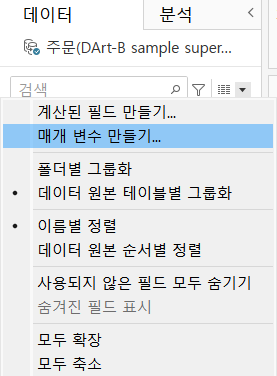 데이터 분석
주문(DArt-B sample super...
검색
계산된 필드 만들기...
매개 변수 만들기...
폴더별 그룹화
• 데이터 원본 테이블별 그룹화
• 이름별 정렬
데이터 원본 순서별 정렬
사용되지 않은 필드 모두 숨기기
숨겨진 필드 표시
모두 확장
모두 축소